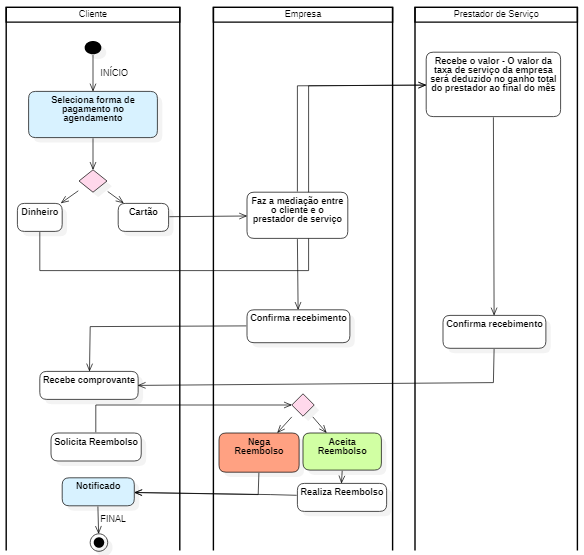 Cliente
Empresa
Prestador de Serviço
INÍCIO
Seleciona forma de
pagamento no
agendamento
Recebe o valor - O valor da
taxa de serviço da empresa
será deduzido no ganho total
do prestador ao final do mês
Dinheiro
Cartão
Faz a mediação entre
o cliente e o
prestador de serviço
Confirma recebimento
Confirma recebimento
Recebe comprovante
Solicita Reembolso
Nega
Reembolso
Aceita
Reembolso
Notificado
Realiza Reembolso
FINAL